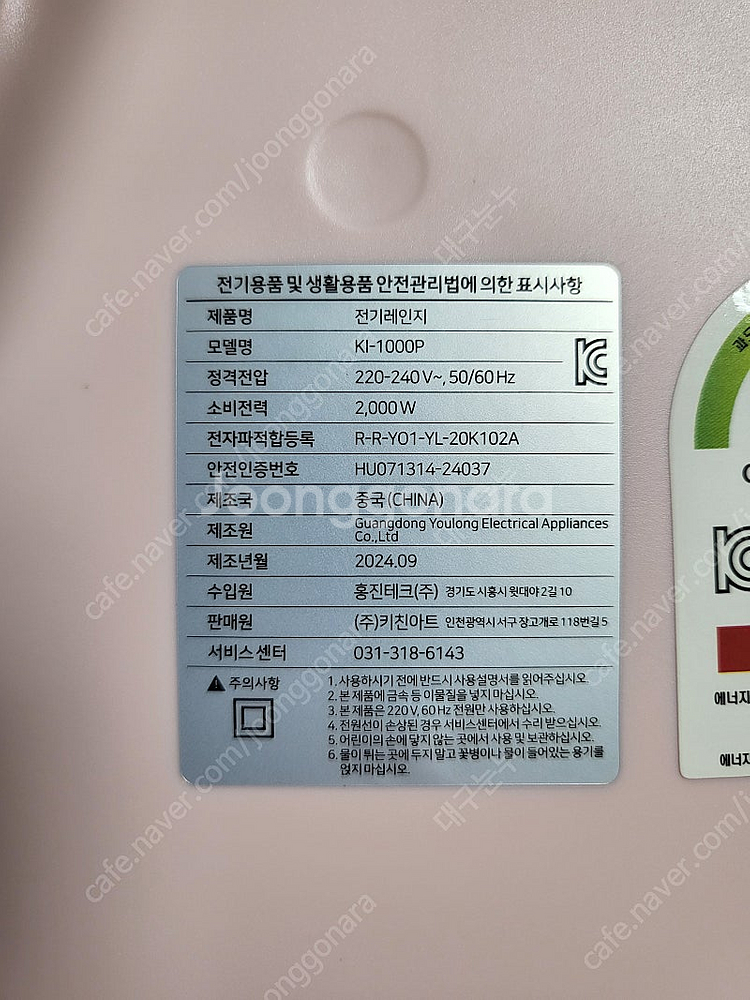 전기용품 및 생활용품 안전관리법에 의한 표시사항
제품명 전기레인지
모델명 KI-1000P
정격전압 220-240V~, 50/60Hz
소비전력 2,000W
전자파적합등록 R-R-YO1-YL-20K102A
안전인증번호 HU071314-24037
제조국 중국(CHINA)
제조원 Guangdong Youlong Electrical Appliances
Co.,Ltd
제조년월 2024.09
수입원 홍진테크(주) 경기도 시흥시 윗대야2길 10
판매원 (주)키친아트 인천광역시 서구 장고개로 118번길 5
서비스 센터 031-318-6143
주의사항
1. 사용하시기 전에 반드시 사용설명서를 읽어주십시오.
2. 본 제품에 금속 등 이물질을 넣지 마십시오.
3. 본 제품은 220 V, 60 Hz 전원만 사용하십시오.
4. 전원선이 손상된 경우 서비스센터에서 수리 받으십시오.
5. 어린이의 손에 닿지 않는 곳에서 사용 및 보관하십시오.
6. 물이 튀는 곳에 두지 말고 꽃병이나 물이 들어있는 용기를
얹지 마십시오.
에너지
에너지
joonggonara
cafe.naver.com/joonggonara
대구눈누